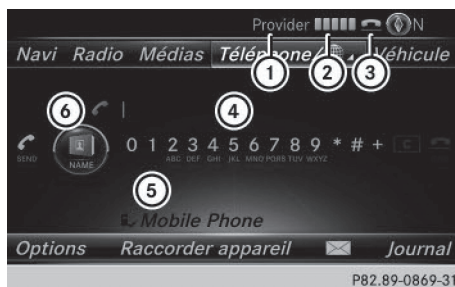 Provider N
Navi Radio Médias Téléphone/ Véhicule
1 2 3
6 4
SEND NAME 0 1 2 3 4 5 6 7 8 9 * # + C
ABC DEF GHI JKL MNO PQRS TUV WXYZ
5
Mobile Phone
Options Raccorder appareil Journal
P82.89-0869-31